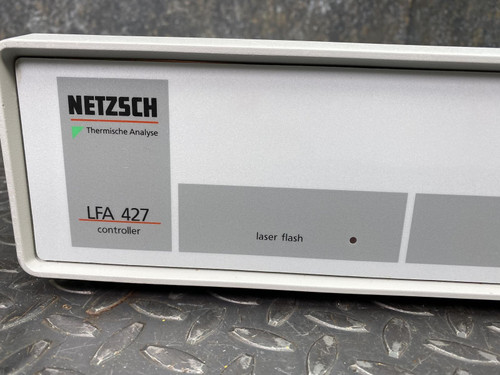 NETZSCH
Thermische Analyse
LFA 427
controller
laser flash